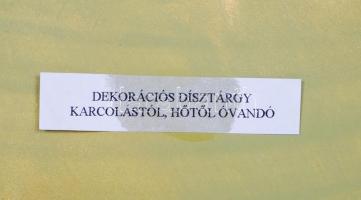 DEKORÁCIÓS DÍSZTÁRGY
KARCOLÁSTÓL, HŐTŐL ÓVANDÓ